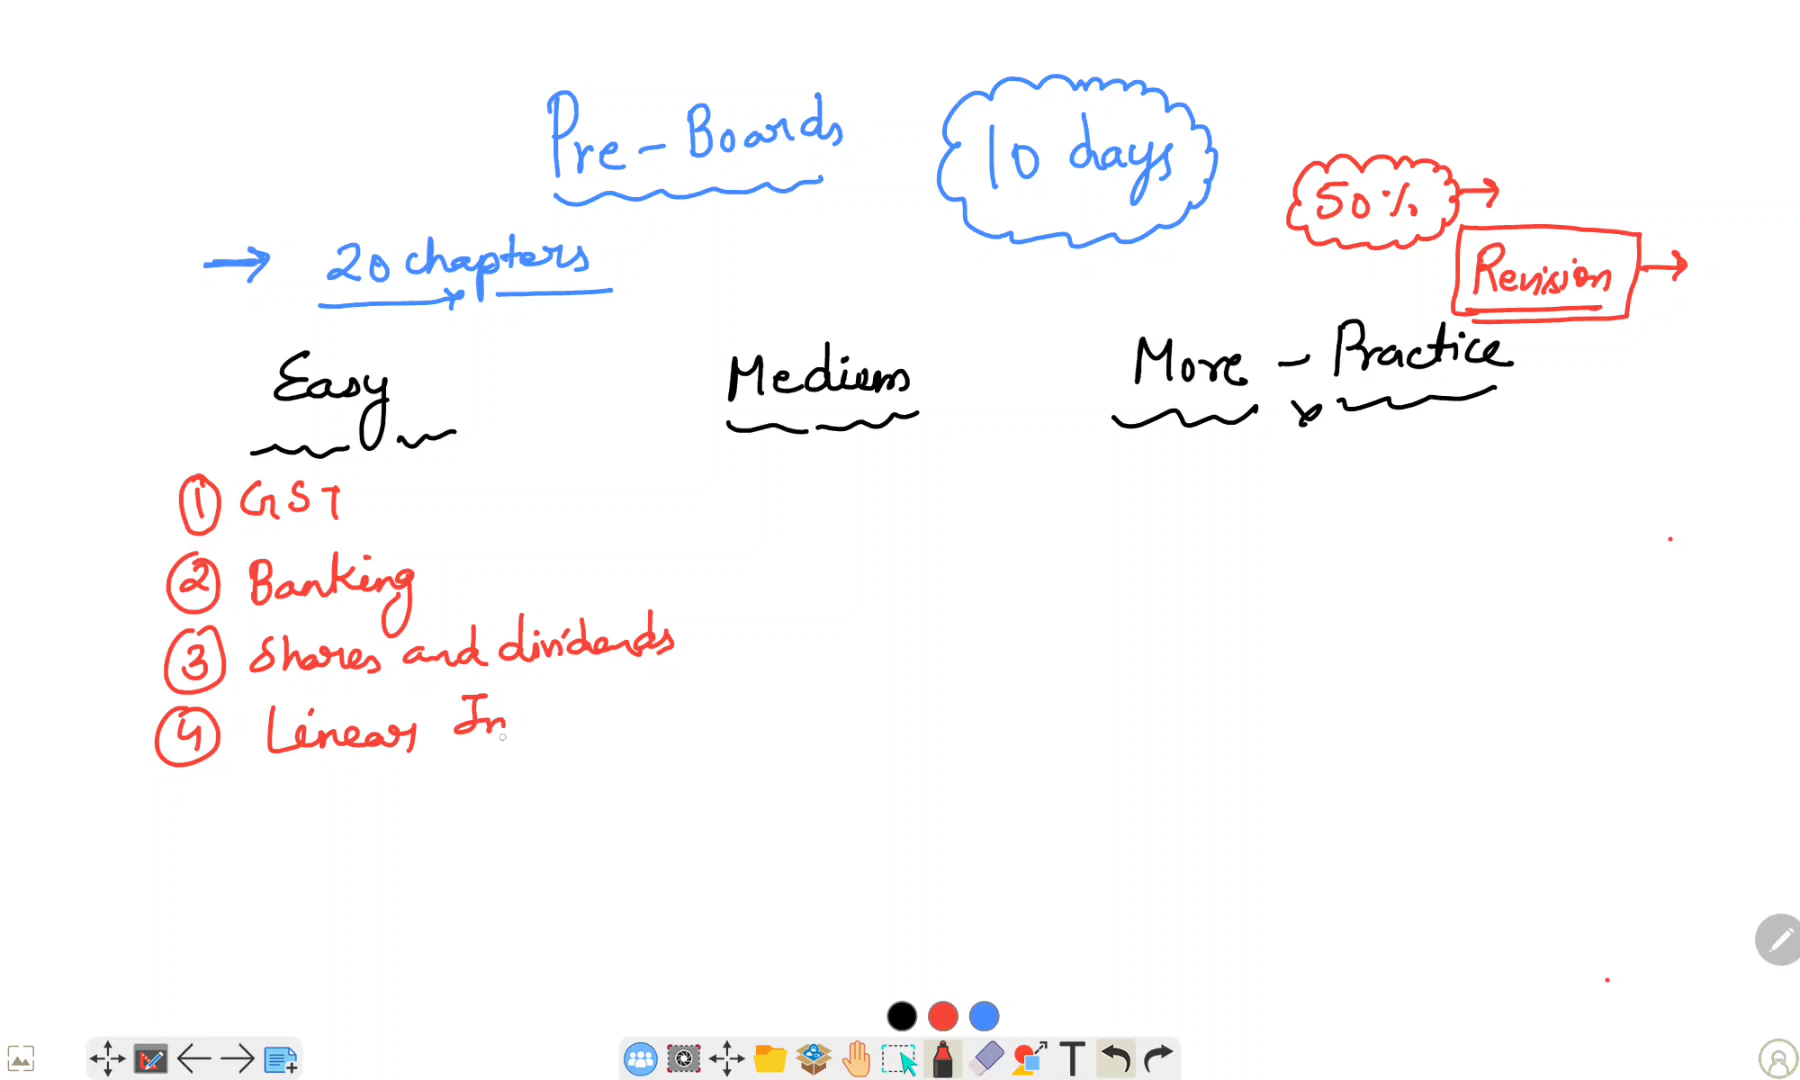 Pre-Boards
10 days
50%
Revision
20 chapters
Easy
Medium
More - Practice
1 GST
2 Banking
3 Shares and dividends
4 Linear In
T